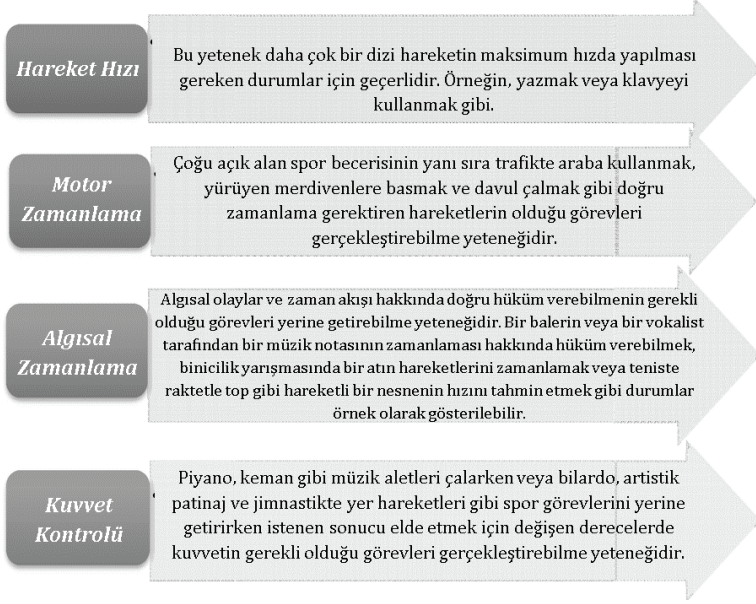 Hareket Hızı
Bu yetenek daha çok bir dizi hareketin maksimum hızda yapılması
gereken durumlar için geçerlidir. Örneğin, yazmak veya klavyeyi
kullanmak gibi.
Motor
Zamanlama
Çoğu açık alan spor becerisinin yanı sıra trafikte araba kullanmak,
yürüyen merdivenlere basmak ve davul çalmak gibi doğru
zamanlama gerektiren hareketlerin olduğu görevleri
gerçekleştirebilme yeteneğidir.
Algısal
Zamanlama
Algısal olaylar ve zaman akışı hakkında doğru hüküm verebilmenin gerekli
olduğu görevleri yerine getirebilme yeteneğidir. Bir balerin veya bir vokalist
tarafından bir müzik notasının zamanlaması hakkında hüküm verebilmek,
binicilik yarışmasında bir atın hareketlerini zamanlamak veya teniste
raktetle top gibi hareketli bir nesnenin hızını tahmin etmek gibi durumlar
örnek olarak gösterilebilir.
Kuvvet
Kontrolü
Piyano, keman gibi müzik aletleri çalarken veya bilardo, artistik
patinaj ve jimnastikte yer hareketleri gibi spor görevlerini yerine
getirirken istenen sonucu elde etmek için değişen derecelerde
kuvvetin gerekli olduğu görevleri gerçekleştirebilme yeteneğidir.